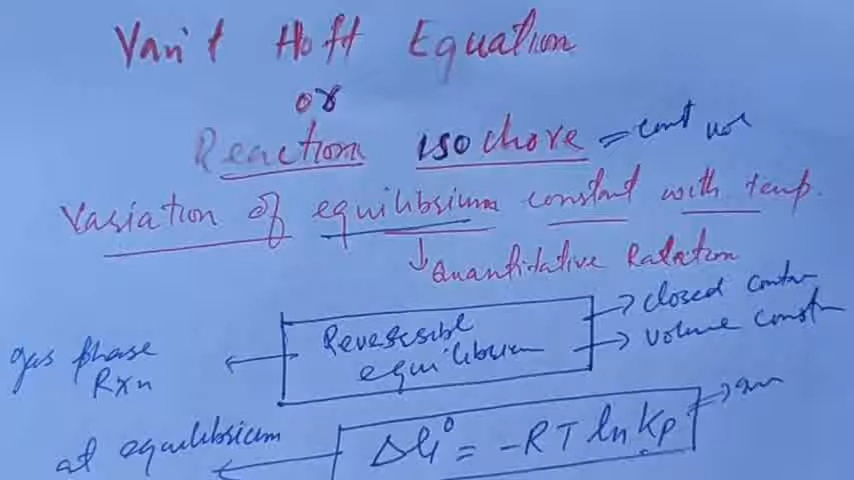 Van't Hoff Equation
or
Reaction isochore = const vol
Variation of equilibrium constant with temp.
↓ Quantitative Relation
Reversible equilibrium
→ closed
→ volume
gas phase Rxn ←
at equilibrium ←
ΔG° = -RT ln Kp →